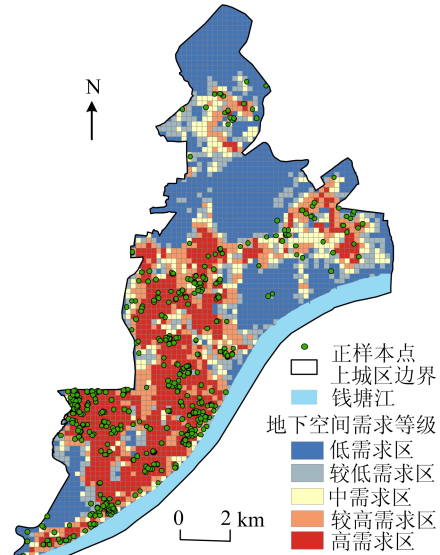 N
正样本点
上城区边界
钱塘江
地下空间需求等级
低需求区
较低需求区
中需求区
较高需求区
高需求区
0 2 km